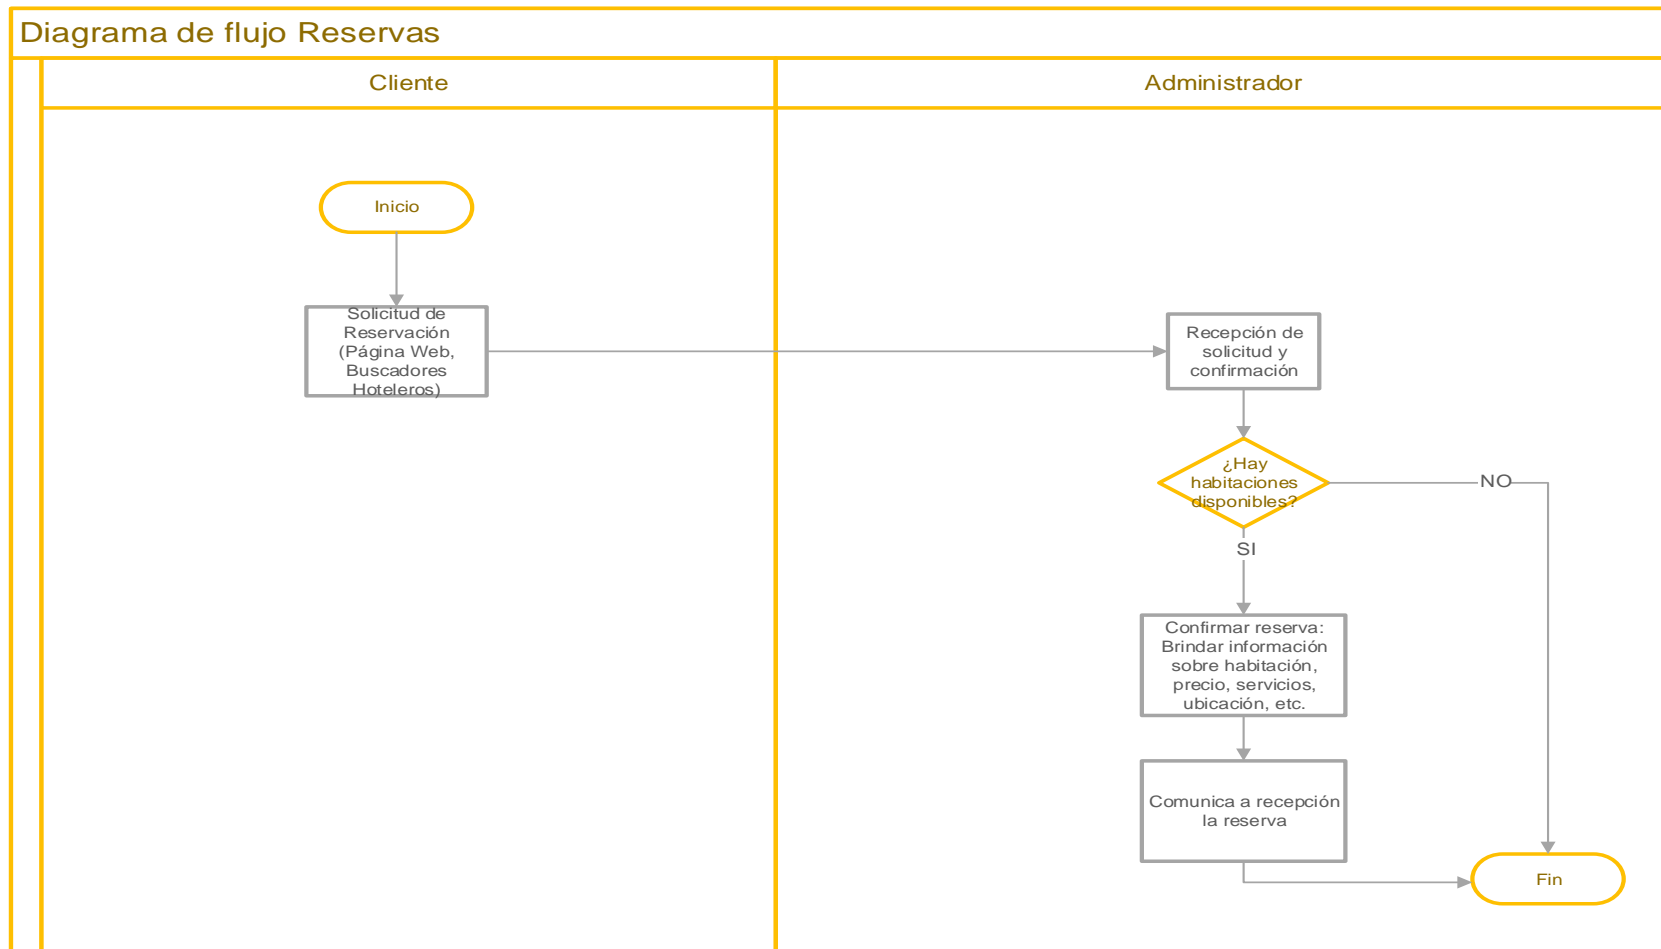 Diagrama de flujo Reservas
Cliente
Administrador
Inicio
Solicitud de
Reservación
(Página Web,
Buscadores
Hoteleros)
Recepción de
solicitud y
confirmación
¿Hay
habitaciones
disponibles?
NO
SI
Confirmar reserva:
Brindar información
sobre habitación,
precio, servicios,
ubicación, etc.
Comunica a recepción
la reserva
Fin